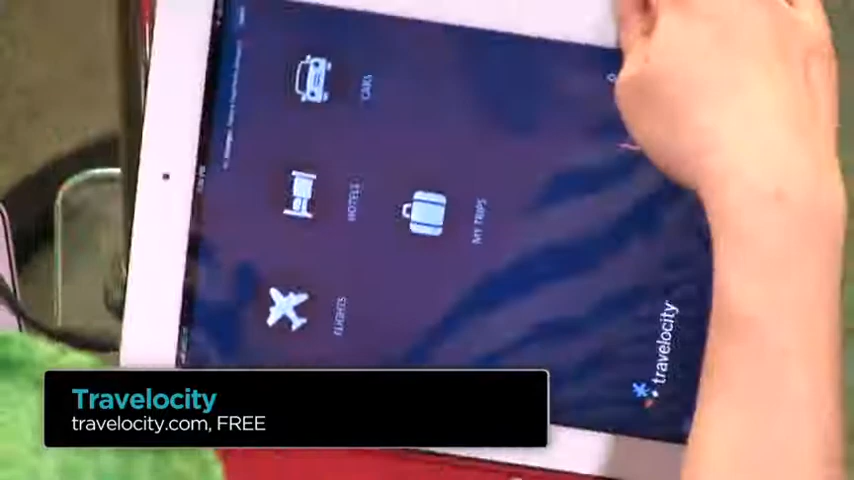 CARS
HOTELS
MY TRIPS
FLIGHTS
travelocity
Travelocity
travelocity.com, FREE